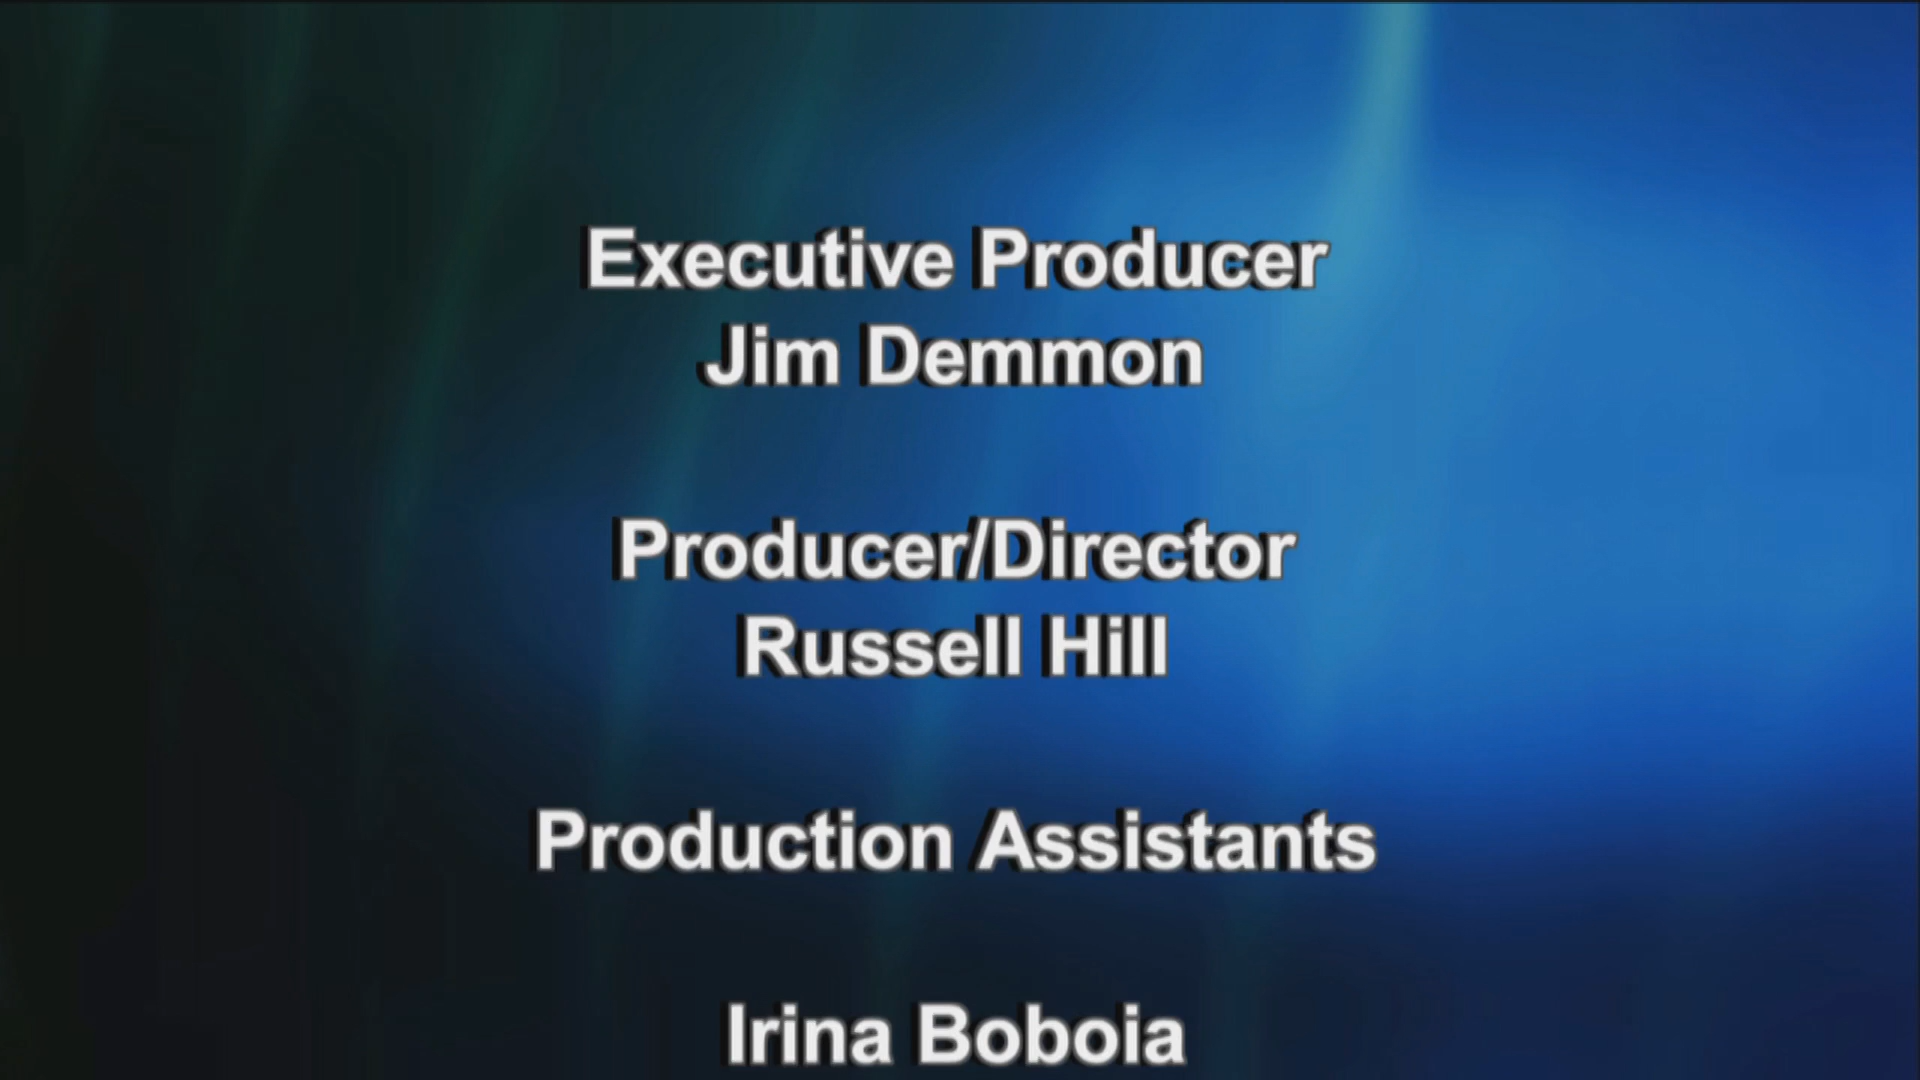 Executive Producer
Jim Demmon
Producer/Director
Russell Hill
Production Assistants
Irina Boboia